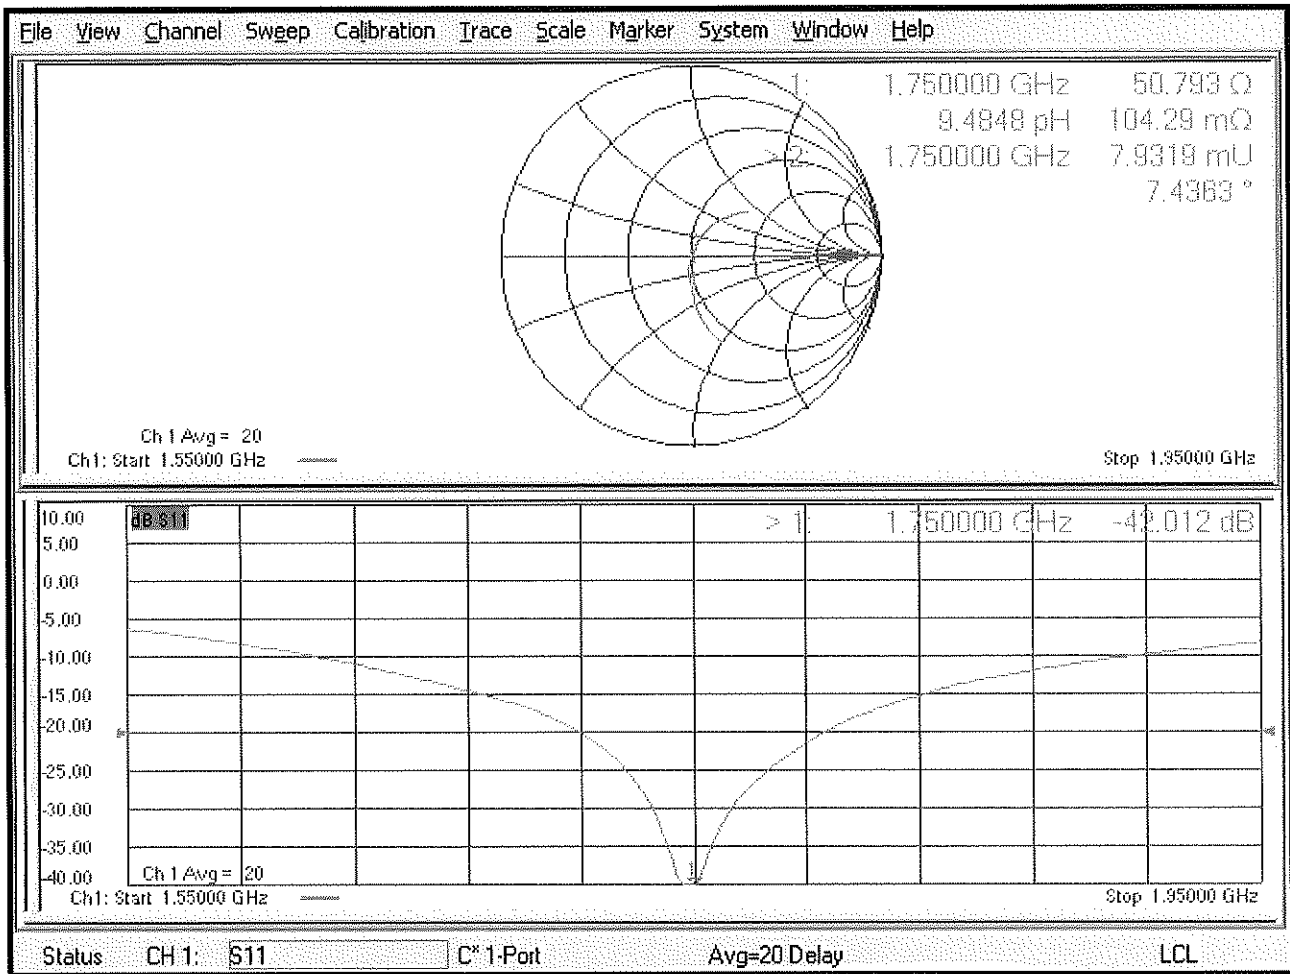 File View Channel Sweep Calibration Trace Scale Marker System Window Help
1: 1.750000 GHz 50.793 Ω
9.4848 pH 104.29 mΩ
> 2: 1.750000 GHz 7.9319 mU
7.4363 °
Ch 1 Avg = 20
Ch1: Start 1.55000 GHz Stop 1.95000 GHz
10.00 dB S11 > 1: 1.750000 GHz -42.012 dB
5.00
0.00
-5.00
-10.00
-15.00
-20.00
-25.00
-30.00
-35.00
1
-40.00 Ch 1 Avg = 20
Ch1: Start 1.55000 GHz Stop 1.95000 GHz
Status CH 1: S11 C* 1-Port Avg=20 Delay LCL